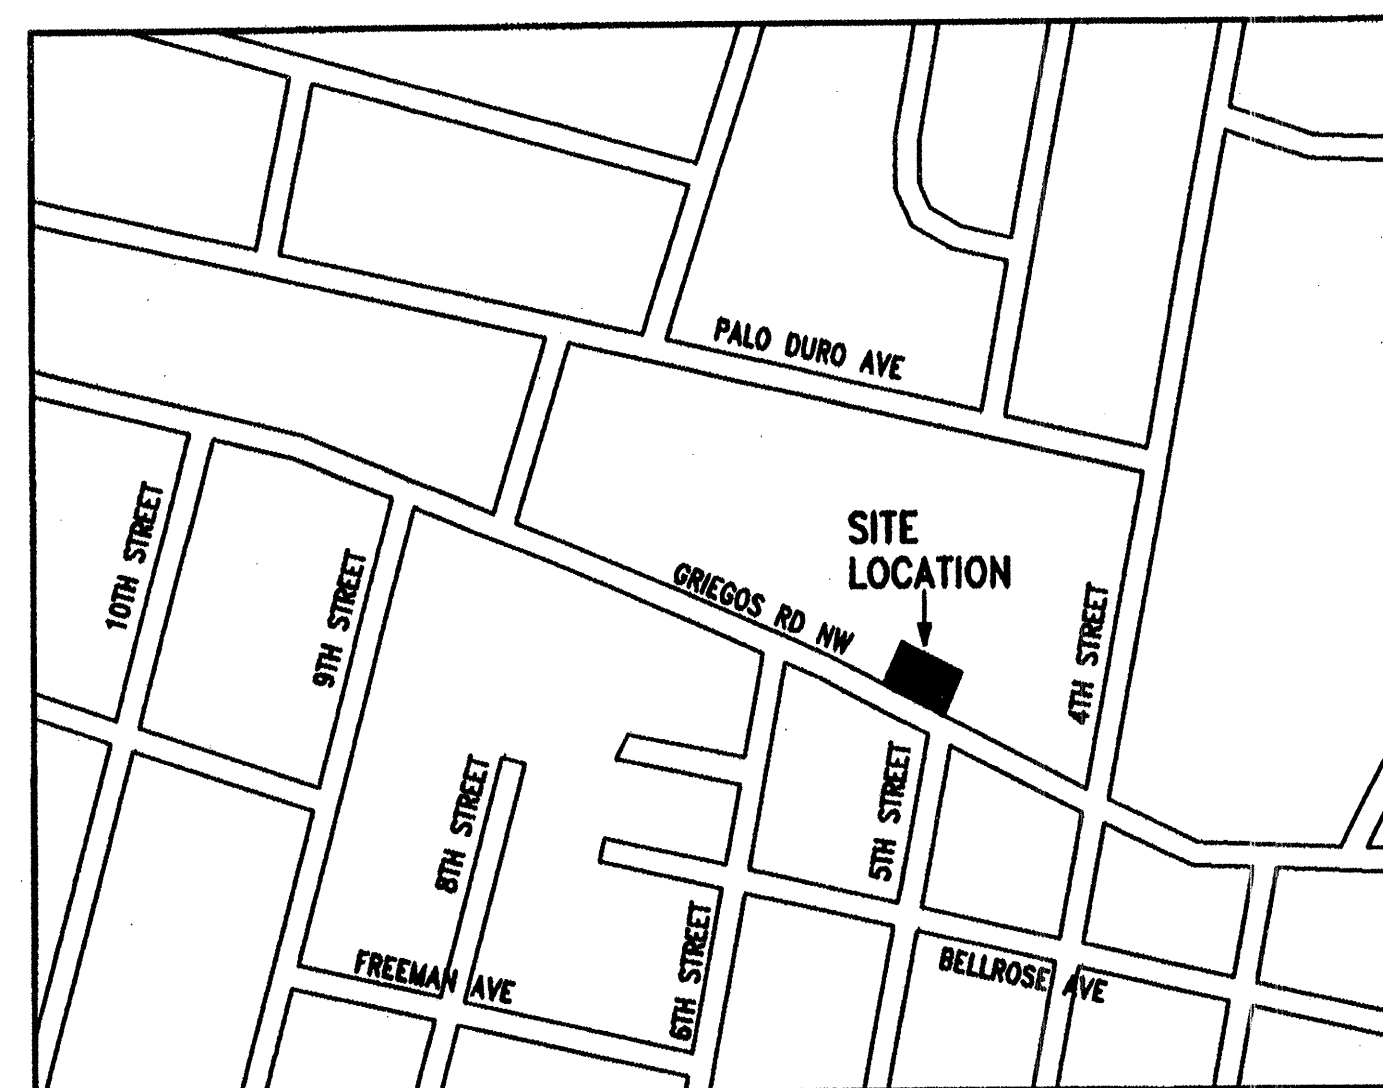 PALO DURO AVE
10TH STREET
9TH STREET
SITE
LOCATION
GRIEGOS RD NW
4TH STREET
8TH STREET
5TH STREET
6TH STREET
FREEMAN AVE
BELLROSE AVE